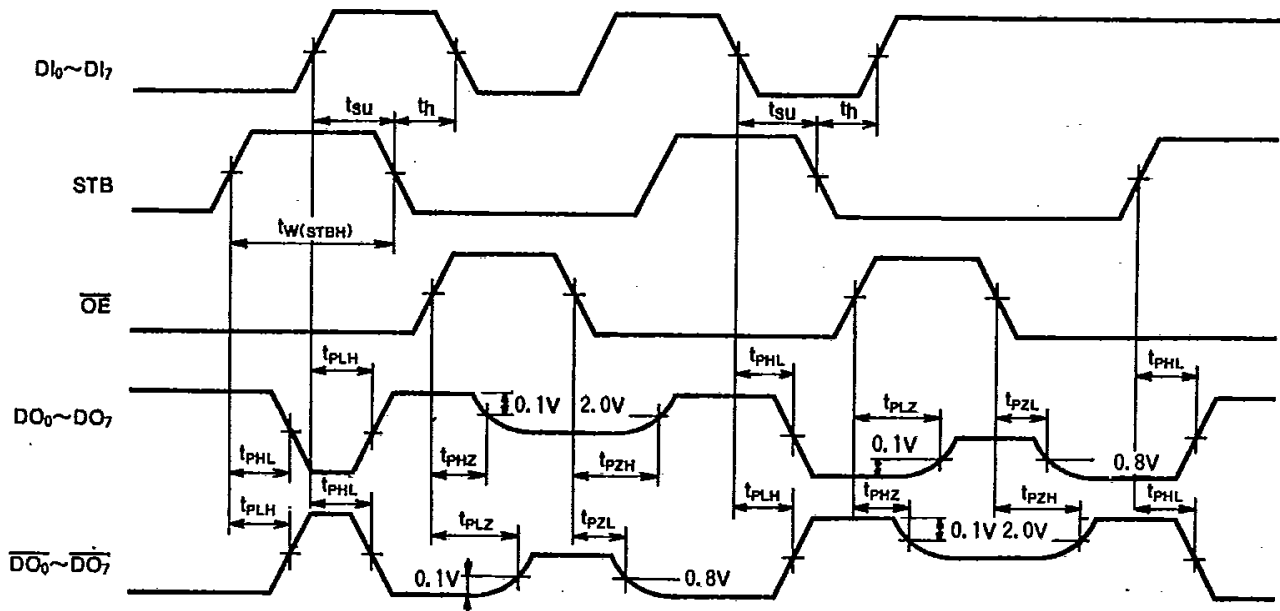 DI₀~DI₇
tsu th
tsu th
STB
tW(STBH)
OE
tPLH
tPHL
tPHL
DO₀~DO₇
0.1V 2.0V
tPLZ
tPZL
0.1V
0.8V
tPHL
tPHZ
tPZH
tPLH
tPHL
tPLH
tPHZ
tPZH
tPHL
tPLZ
tPZL
0.1V 2.0V
DO₀~DO₇
0.1V
0.8V